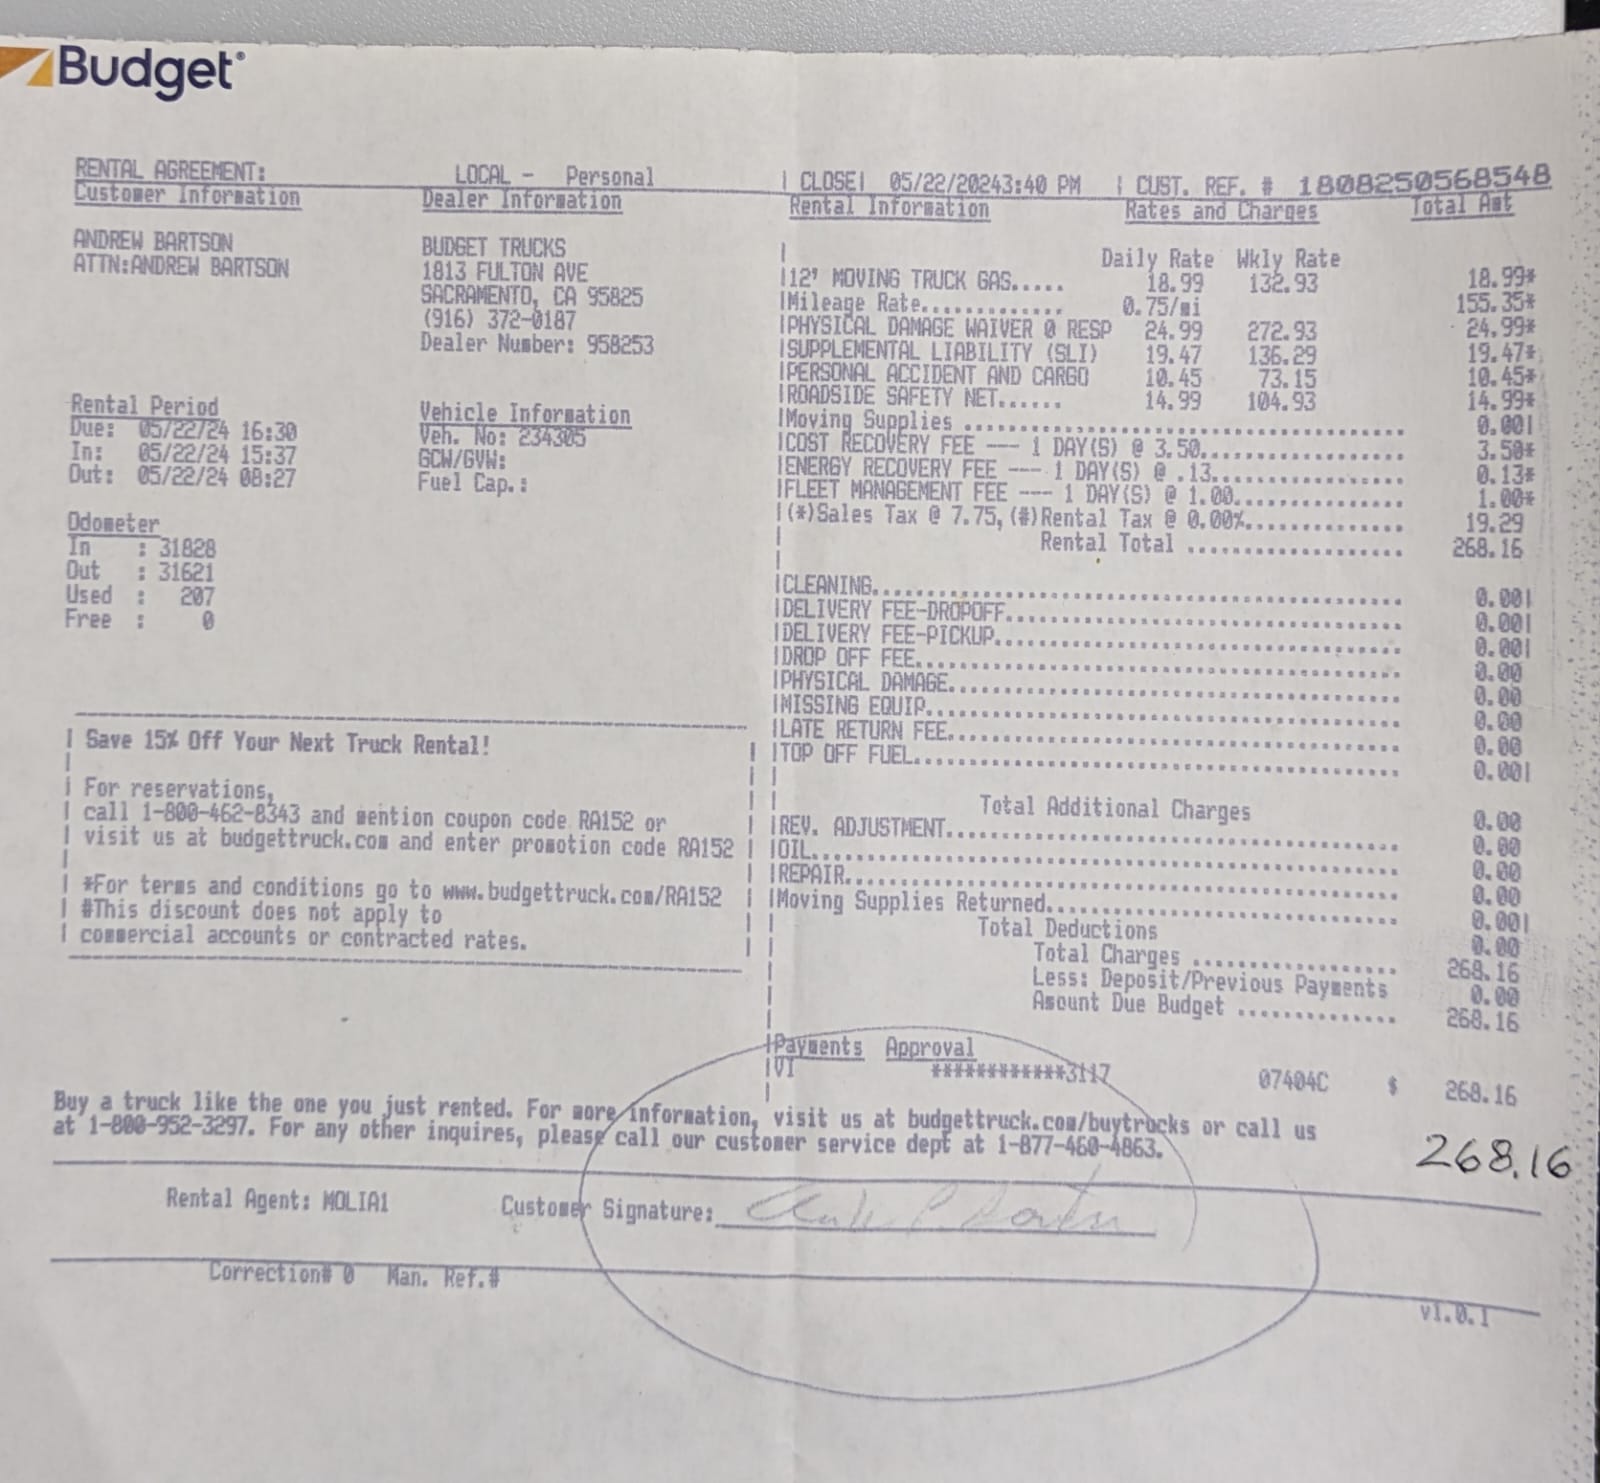 Budget®
RENTAL AGREEMENT: LOCAL - Personal | CLOSE| 05/22/20243:40 PM | CUST. REF. # 1808250568548
Customer Information Dealer Information Rental Information Rates and Charges Total Amt
ANDREW BARTSON
ATTN:ANDREW BARTSON
BUDGET TRUCKS
1813 FULTON AVE
SACRAMENTO, CA 95825
(916) 372-0187
Dealer Number: 958253
Rental Period
Due: 05/22/24 16:30
In: 05/22/24 15:37
Out: 05/22/24 08:27
Vehicle Information
Veh. No: 234305
GCW/GVW:
Fuel Cap.:
Odometer
In : 31828
Out : 31621
Used : 207
Free : 0
Daily Rate Wkly Rate
|12' MOVING TRUCK GAS..... 18.99 132.93 18.99*
|Mileage Rate............. 0.75/mi 155.35*
|PHYSICAL DAMAGE WAIVER 0 RESP 24.99 272.93 24.99*
|SUPPLEMENTAL LIABILITY (SLI) 19.47 136.29 19.47*
|PERSONAL ACCIDENT AND CARGO 10.45 73.15 10.45*
|ROADSIDE SAFETY NET...... 14.99 104.93 14.99*
|Moving Supplies ........................................ 0.00|
|COST RECOVERY FEE --- 1 DAY(S) @ 3.50.................. 3.50*
|ENERGY RECOVERY FEE --- 1 DAY(S) @ .13................. 0.13*
|FLEET MANAGEMENT FEE --- 1 DAY(S) @ 1.00............... 1.00*
|(*)Sales Tax @ 7.75,(#)Rental Tax @ 0.00%.............. 19.29
Rental Total ................... 268.16
|CLEANING............................................... 0.00|
|DELIVERY FEE-DROPOFF................................... 0.00|
|DELIVERY FEE-PICKUP.................................... 0.00|
|DROP OFF FEE........................................... 0.00
|PHYSICAL DAMAGE........................................ 0.00
|MISSING EQUIP.......................................... 0.00
|LATE RETURN FEE........................................ 0.00
|TOP OFF FUEL........................................... 0.00|
Total Additional Charges 0.00
|REV. ADJUSTMENT........................................ 0.00
|OIL.................................................... 0.00
|REPAIR................................................. 0.00
|Moving Supplies Returned............................... 0.00|
Total Deductions 0.00
Total Charges ................. 268.16
Less: Deposit/Previous Payments 0.00
Amount Due Budget ............. 268.16
Save 15% Off Your Next Truck Rental!
For reservations,
call 1-800-462-8343 and mention coupon code RA152 or
visit us at budgettruck.com and enter promotion code RA152
*For terms and conditions go to www.budgettruck.com/RA152
#This discount does not apply to
commercial accounts or contracted rates.
|Payments Approval
|VI ************3117 07404C $ 268.16
Buy a truck like the one you just rented. For more information, visit us at budgettruck.com/buytrucks or call us
at 1-800-952-3297. For any other inquires, please call our customer service dept at 1-877-460-4863.
268.16
Rental Agent: MOLIA1 Customer Signature:
Correction# 0 Man. Ref.#
v1.0.1